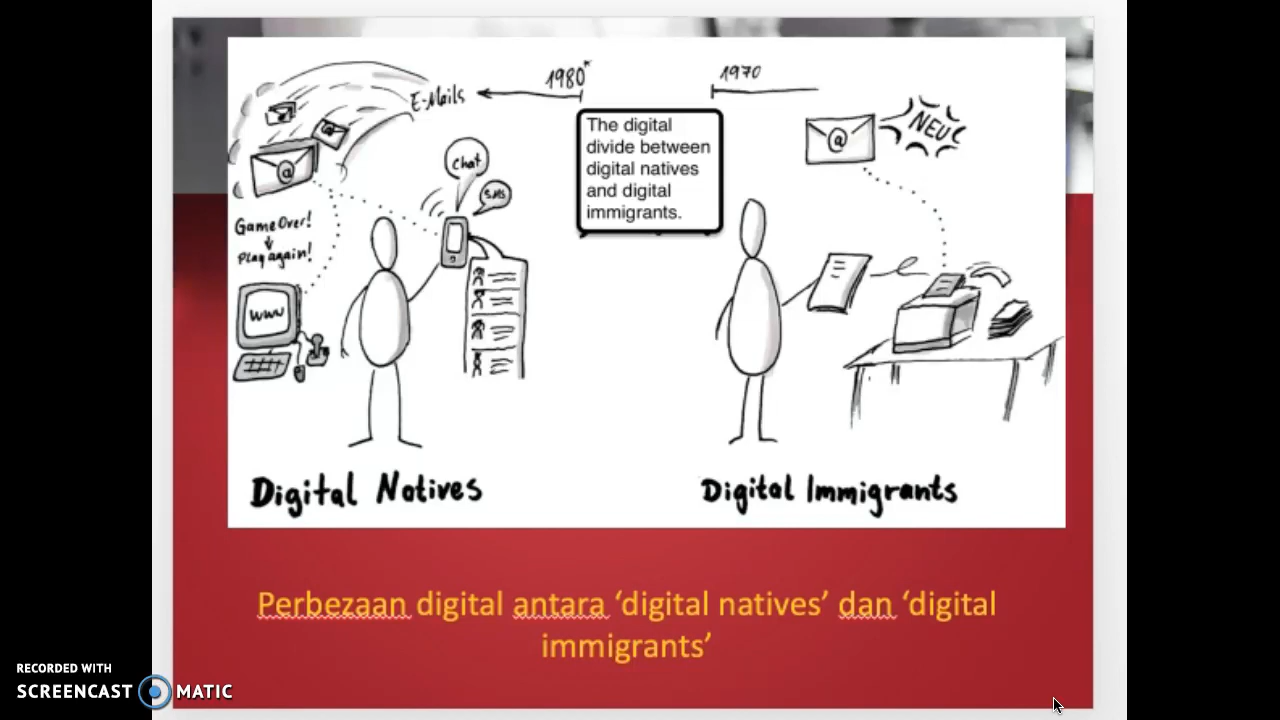 1980*
1970
E-Mails
NEU
The digital
divide between
digital natives
and digital
immigrants.
@
@
@
Chat
SMS
Game Over!
Play again!
WWW
Digital Natives
Digital Immigrants
Perbezaan digital antara ‘digital natives’ dan ‘digital
immigrants’
RECORDED WITH
SCREENCAST MATIC